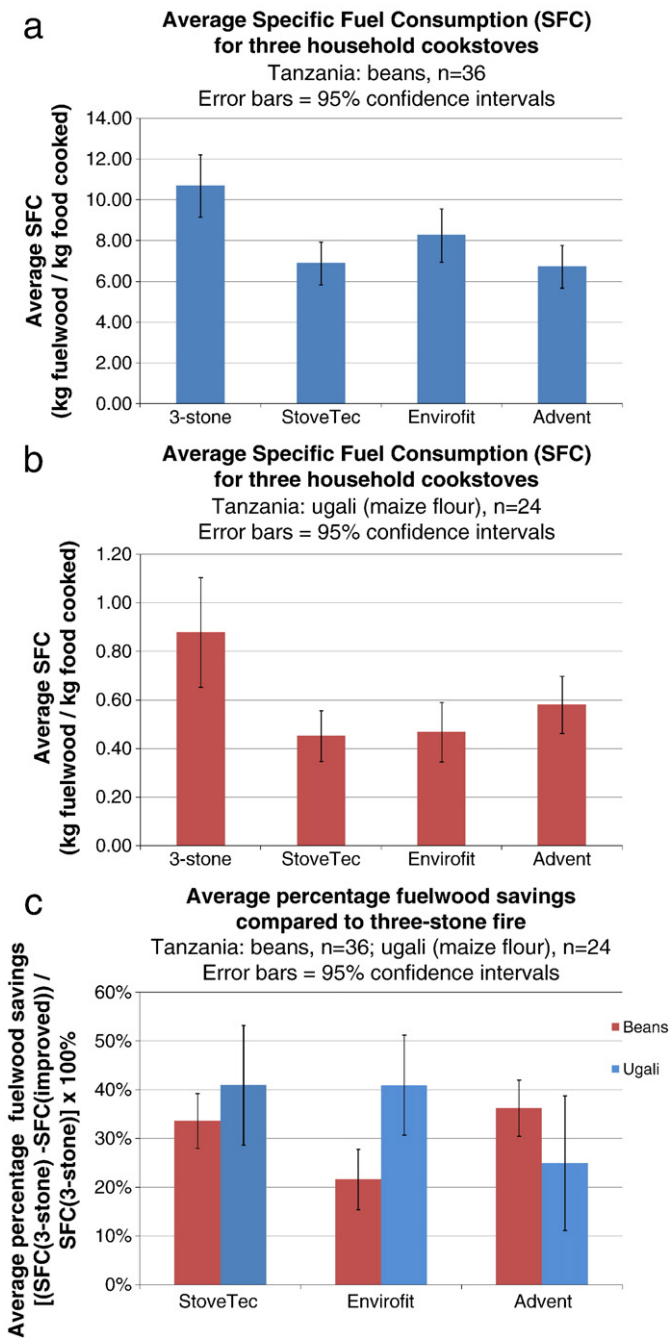 a
Average Specific Fuel Consumption (SFC)
for three household cookstoves
Tanzania: beans, n=36
Error bars = 95% confidence intervals
Average SFC
(kg fuelwood / kg food cooked)
14.00
12.00
10.00
8.00
6.00
4.00
2.00
0.00
3-stone StoveTec Envirofit Advent
b
Average Specific Fuel Consumption (SFC)
for three household cookstoves
Tanzania: ugali (maize flour), n=24
Error bars = 95% confidence intervals
Average SFC
(kg fuelwood / kg food cooked)
1.20
1.00
0.80
0.60
0.40
0.20
0.00
3-stone StoveTec Envirofit Advent
c
Average percentage fuelwood savings
compared to three-stone fire
Tanzania: beans, n=36; ugali (maize flour), n=24
Error bars = 95% confidence intervals
Average percentage fuelwood savings
[(SFC(3-stone) -SFC(improved)) /
SFC(3-stone)] x 100%
60%
50%
40%
30%
20%
10%
0%
Beans
Ugali
StoveTec Envirofit Advent